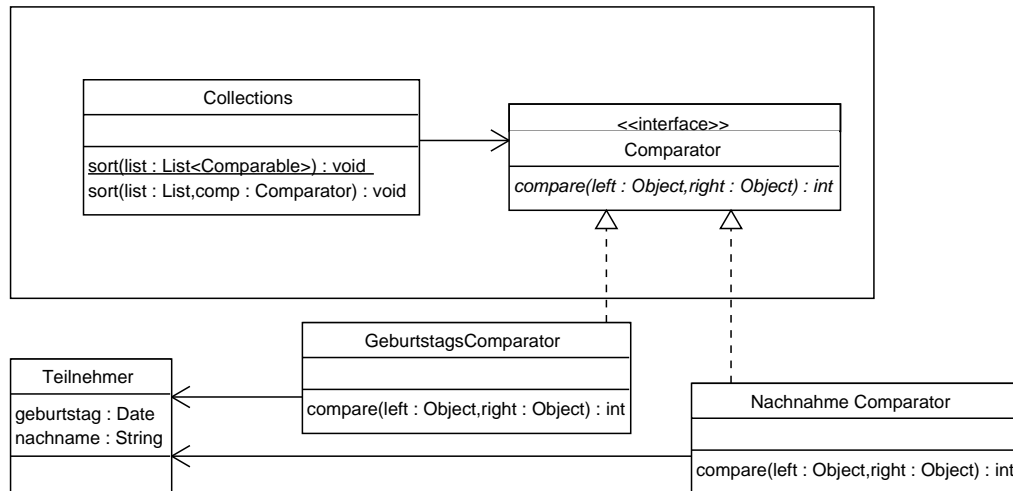 Collections
sort(list : List<Comparable>) : void
sort(list : List,comp : Comparator) : void
<<interface>>
Comparator
compare(left : Object,right : Object) : int
GeburtstagsComparator
compare(left : Object,right : Object) : int
Teilnehmer
geburtstag : Date
nachname : String
Nachnahme Comparator
compare(left : Object,right : Object) : int